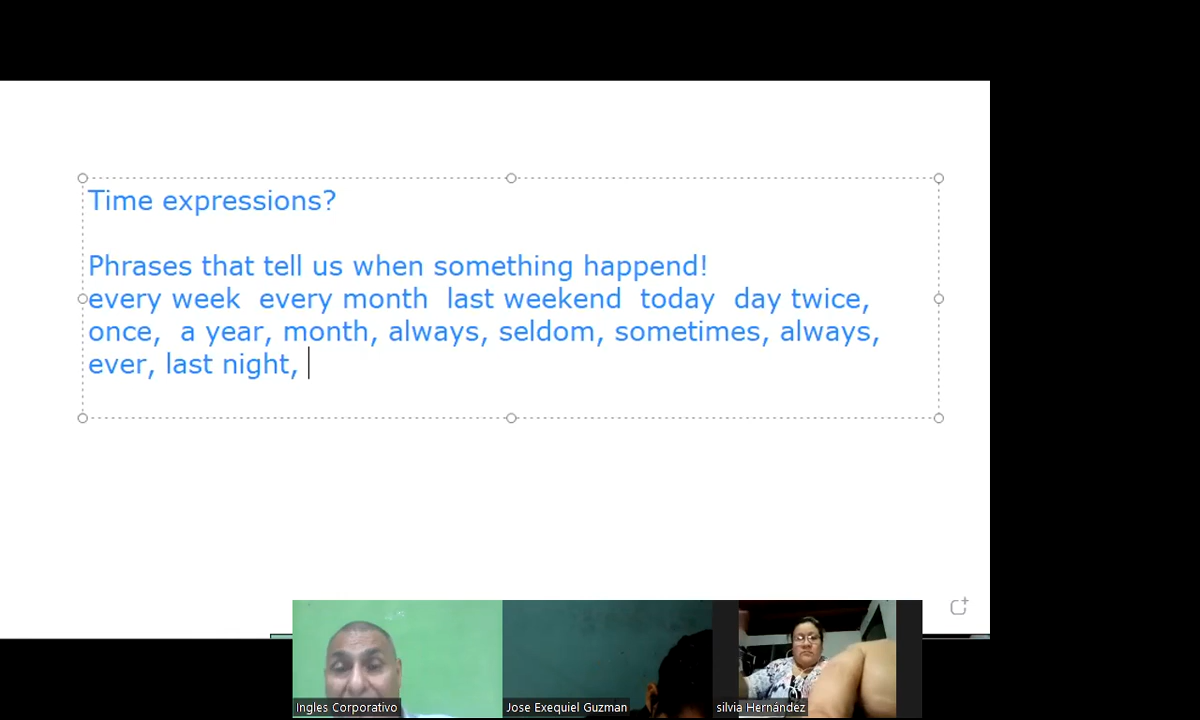 Time expressions?
Phrases that tell us when something happend!
every week every month last weekend today day twice,
once, a year, month, always, seldom, sometimes, always,
ever, last night,
Ingles Corporativo
Jose Exequiel Guzman
silvia Hernández